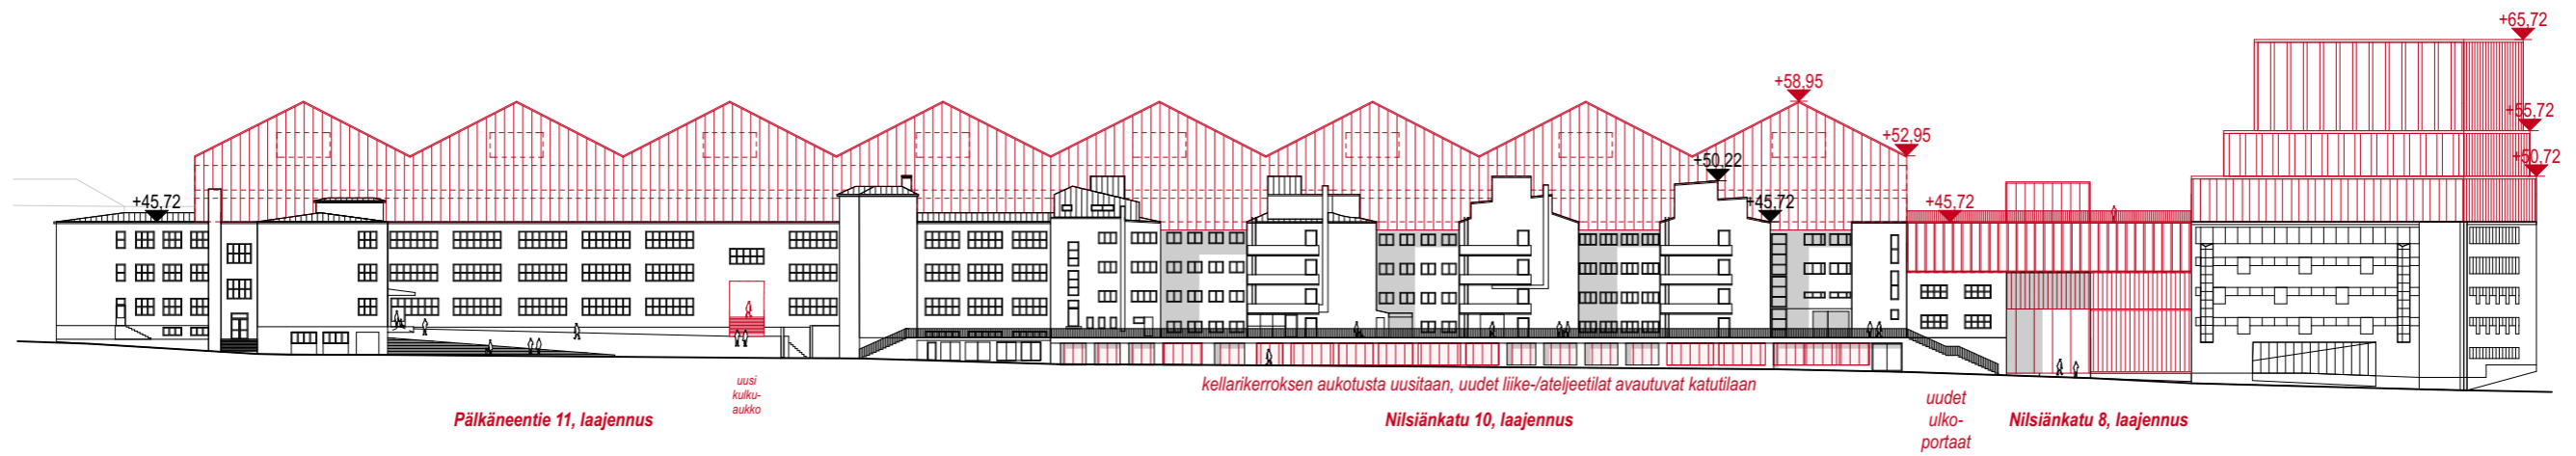 +65,72
+58,95
+55,72
+52,95
+50,22
+50,72
+45,72
+45,72
+45,72
kellarikerroksen aukotusta uusitaan, uudet liike-/ateljeetilat avautuvat katutilaan
uusi
kulku-
aukko
Pälkäneentie 11, laajennus
Nilsiänkatu 10, laajennus
uudet
ulko-
portaat
Nilsiänkatu 8, laajennus